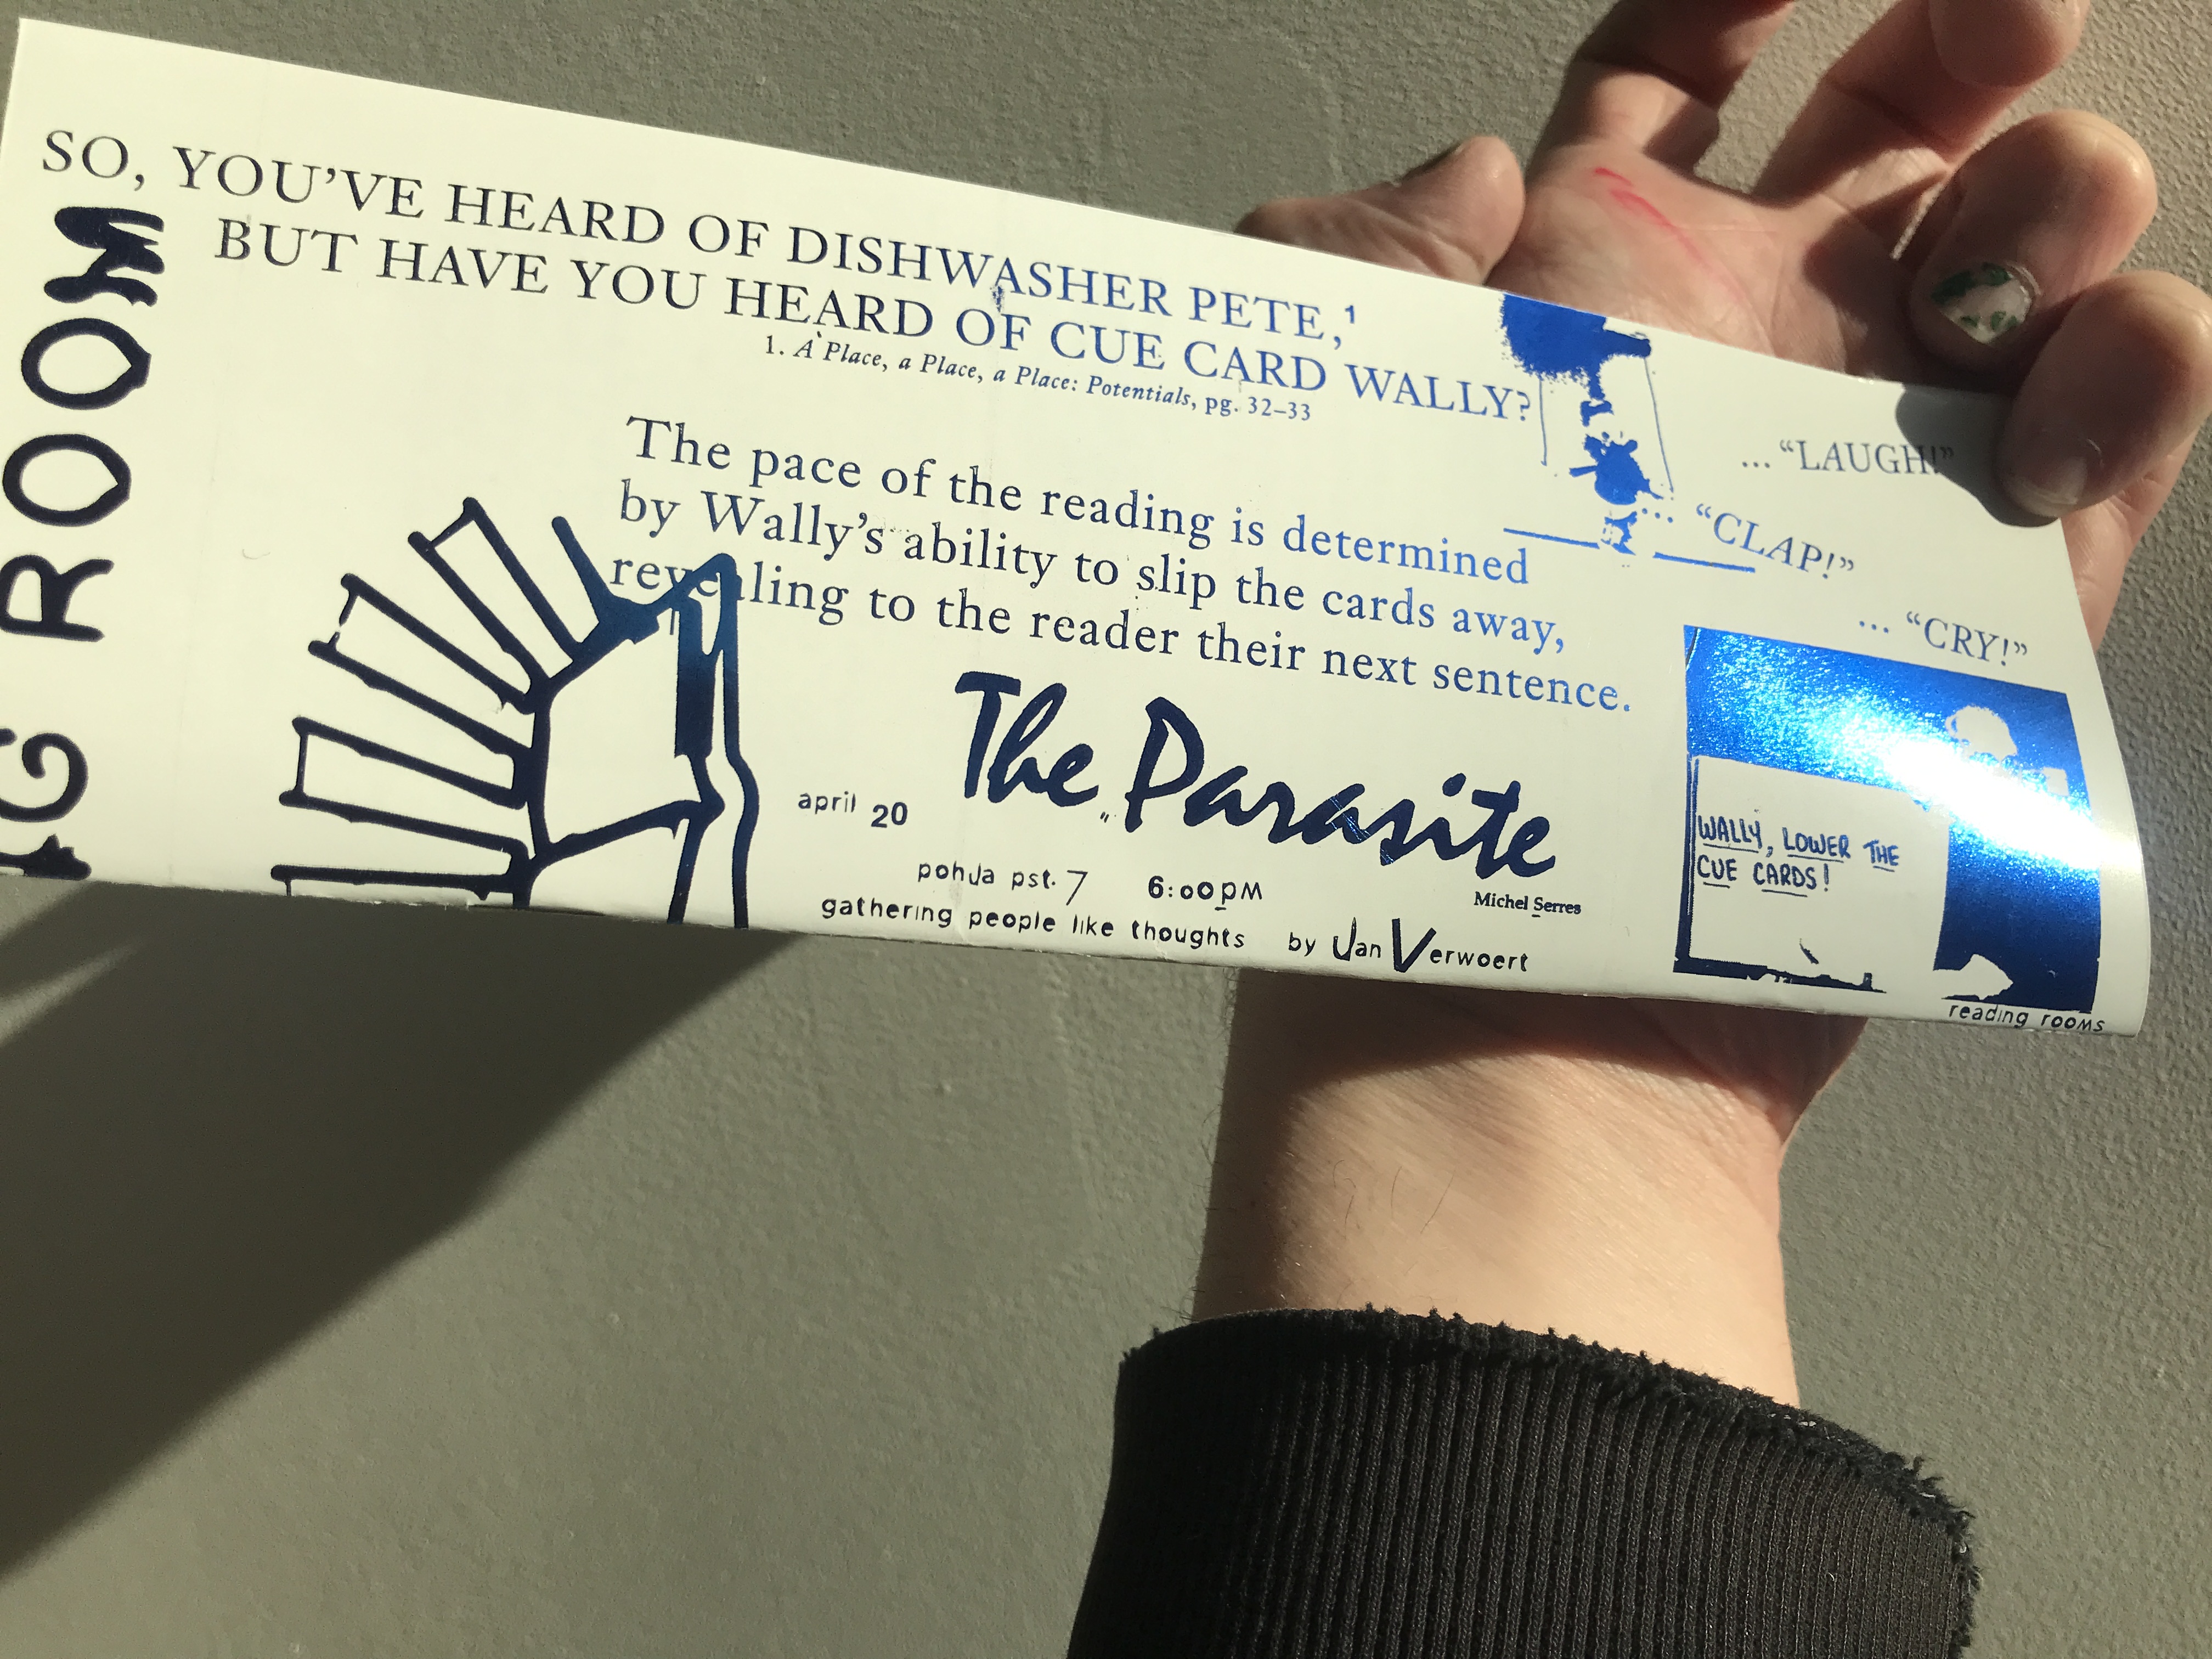 SO, YOU'VE HEARD OF DISHWASHER PETE,¹
BUT HAVE YOU HEARD OF CUE CARD WALLY?
1. A Place, a Place, a Place: Potentials, pg. 32–33
The pace of the reading is determined
by Wally's ability to slip the cards away,
revealing to the reader their next sentence.
... "LAUGH!"
... "CLAP!"
... "CRY!"
WALLY, LOWER THE
CUE CARDS!
reading rooms
The Parasite
Michel Serres
april 20
pohja pst. 7 6:00PM
gathering people like thoughts by Jan Verwoert
ROOM